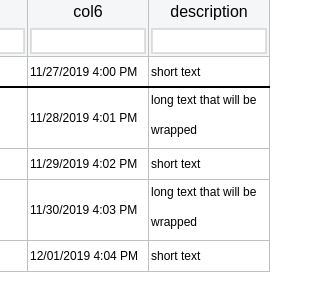 col6 description
11/27/2019 4:00 PM short text
11/28/2019 4:01 PM long text that will be
wrapped
11/29/2019 4:02 PM short text
11/30/2019 4:03 PM long text that will be
wrapped
12/01/2019 4:04 PM short text